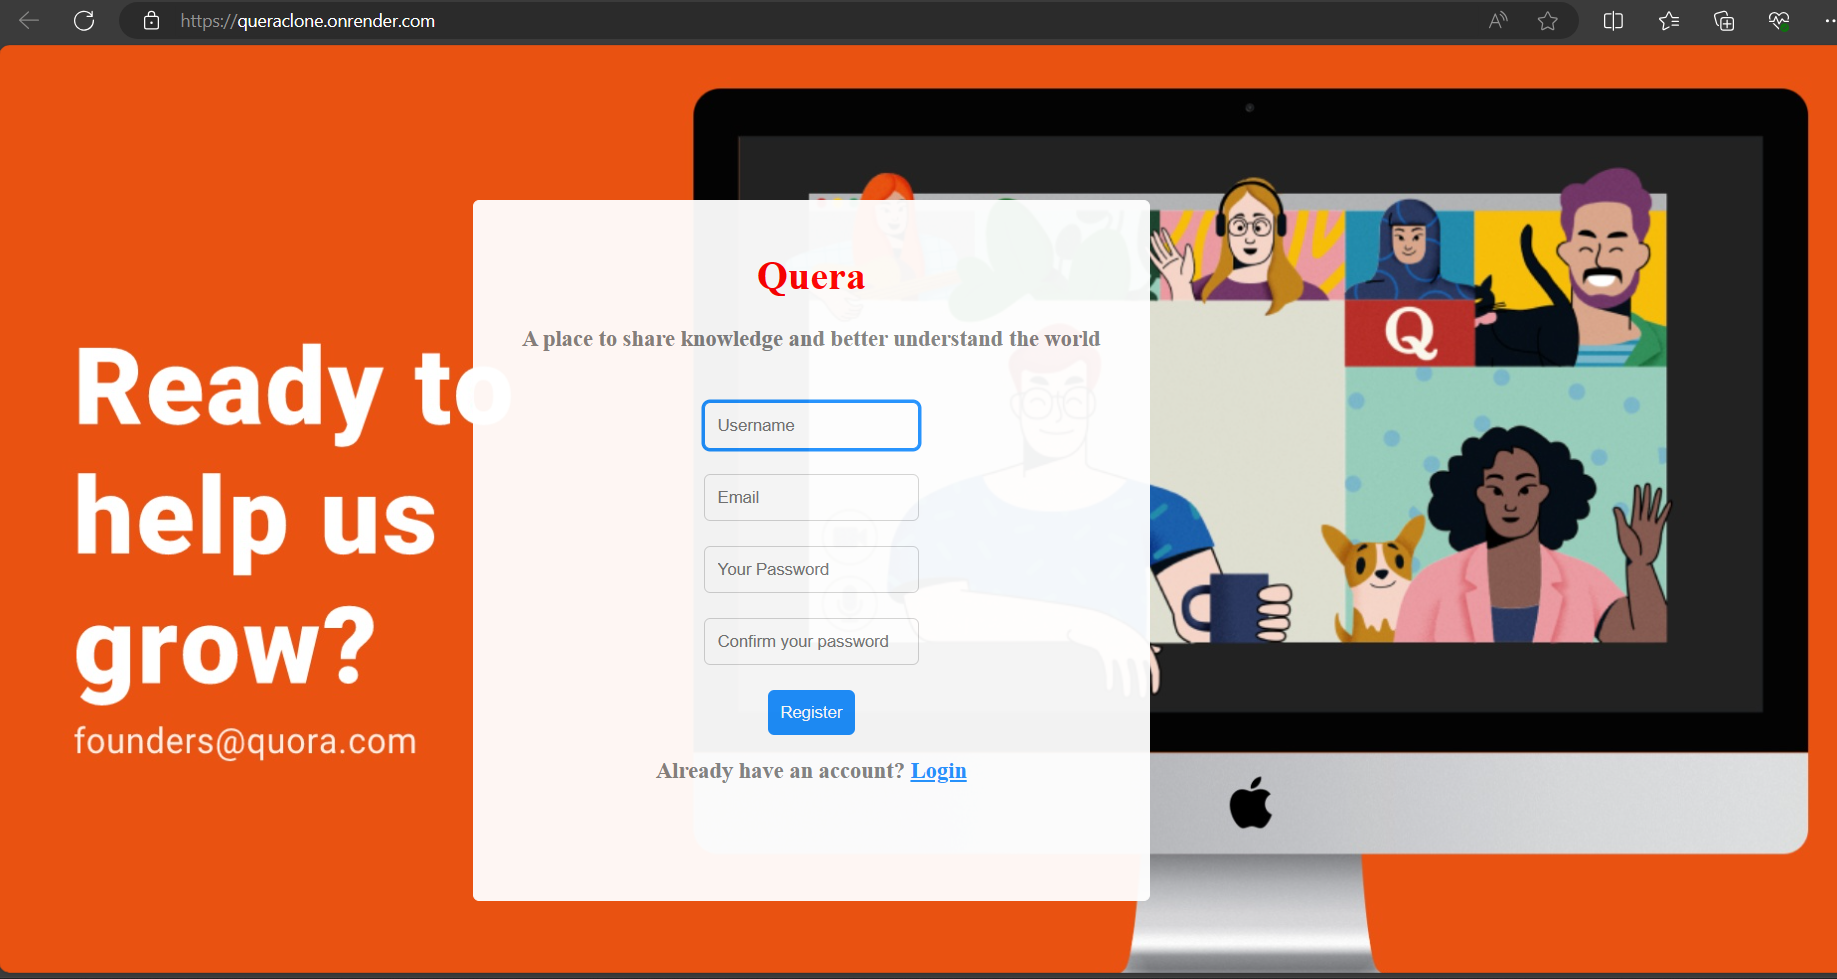 https://queraclone.onrender.com
Ready to
help us
grow?
founders@quora.com
Quera
A place to share knowledge and better understand the world
Username
Email
Your Password
Confirm your password
Register
Already have an account? Login
Q